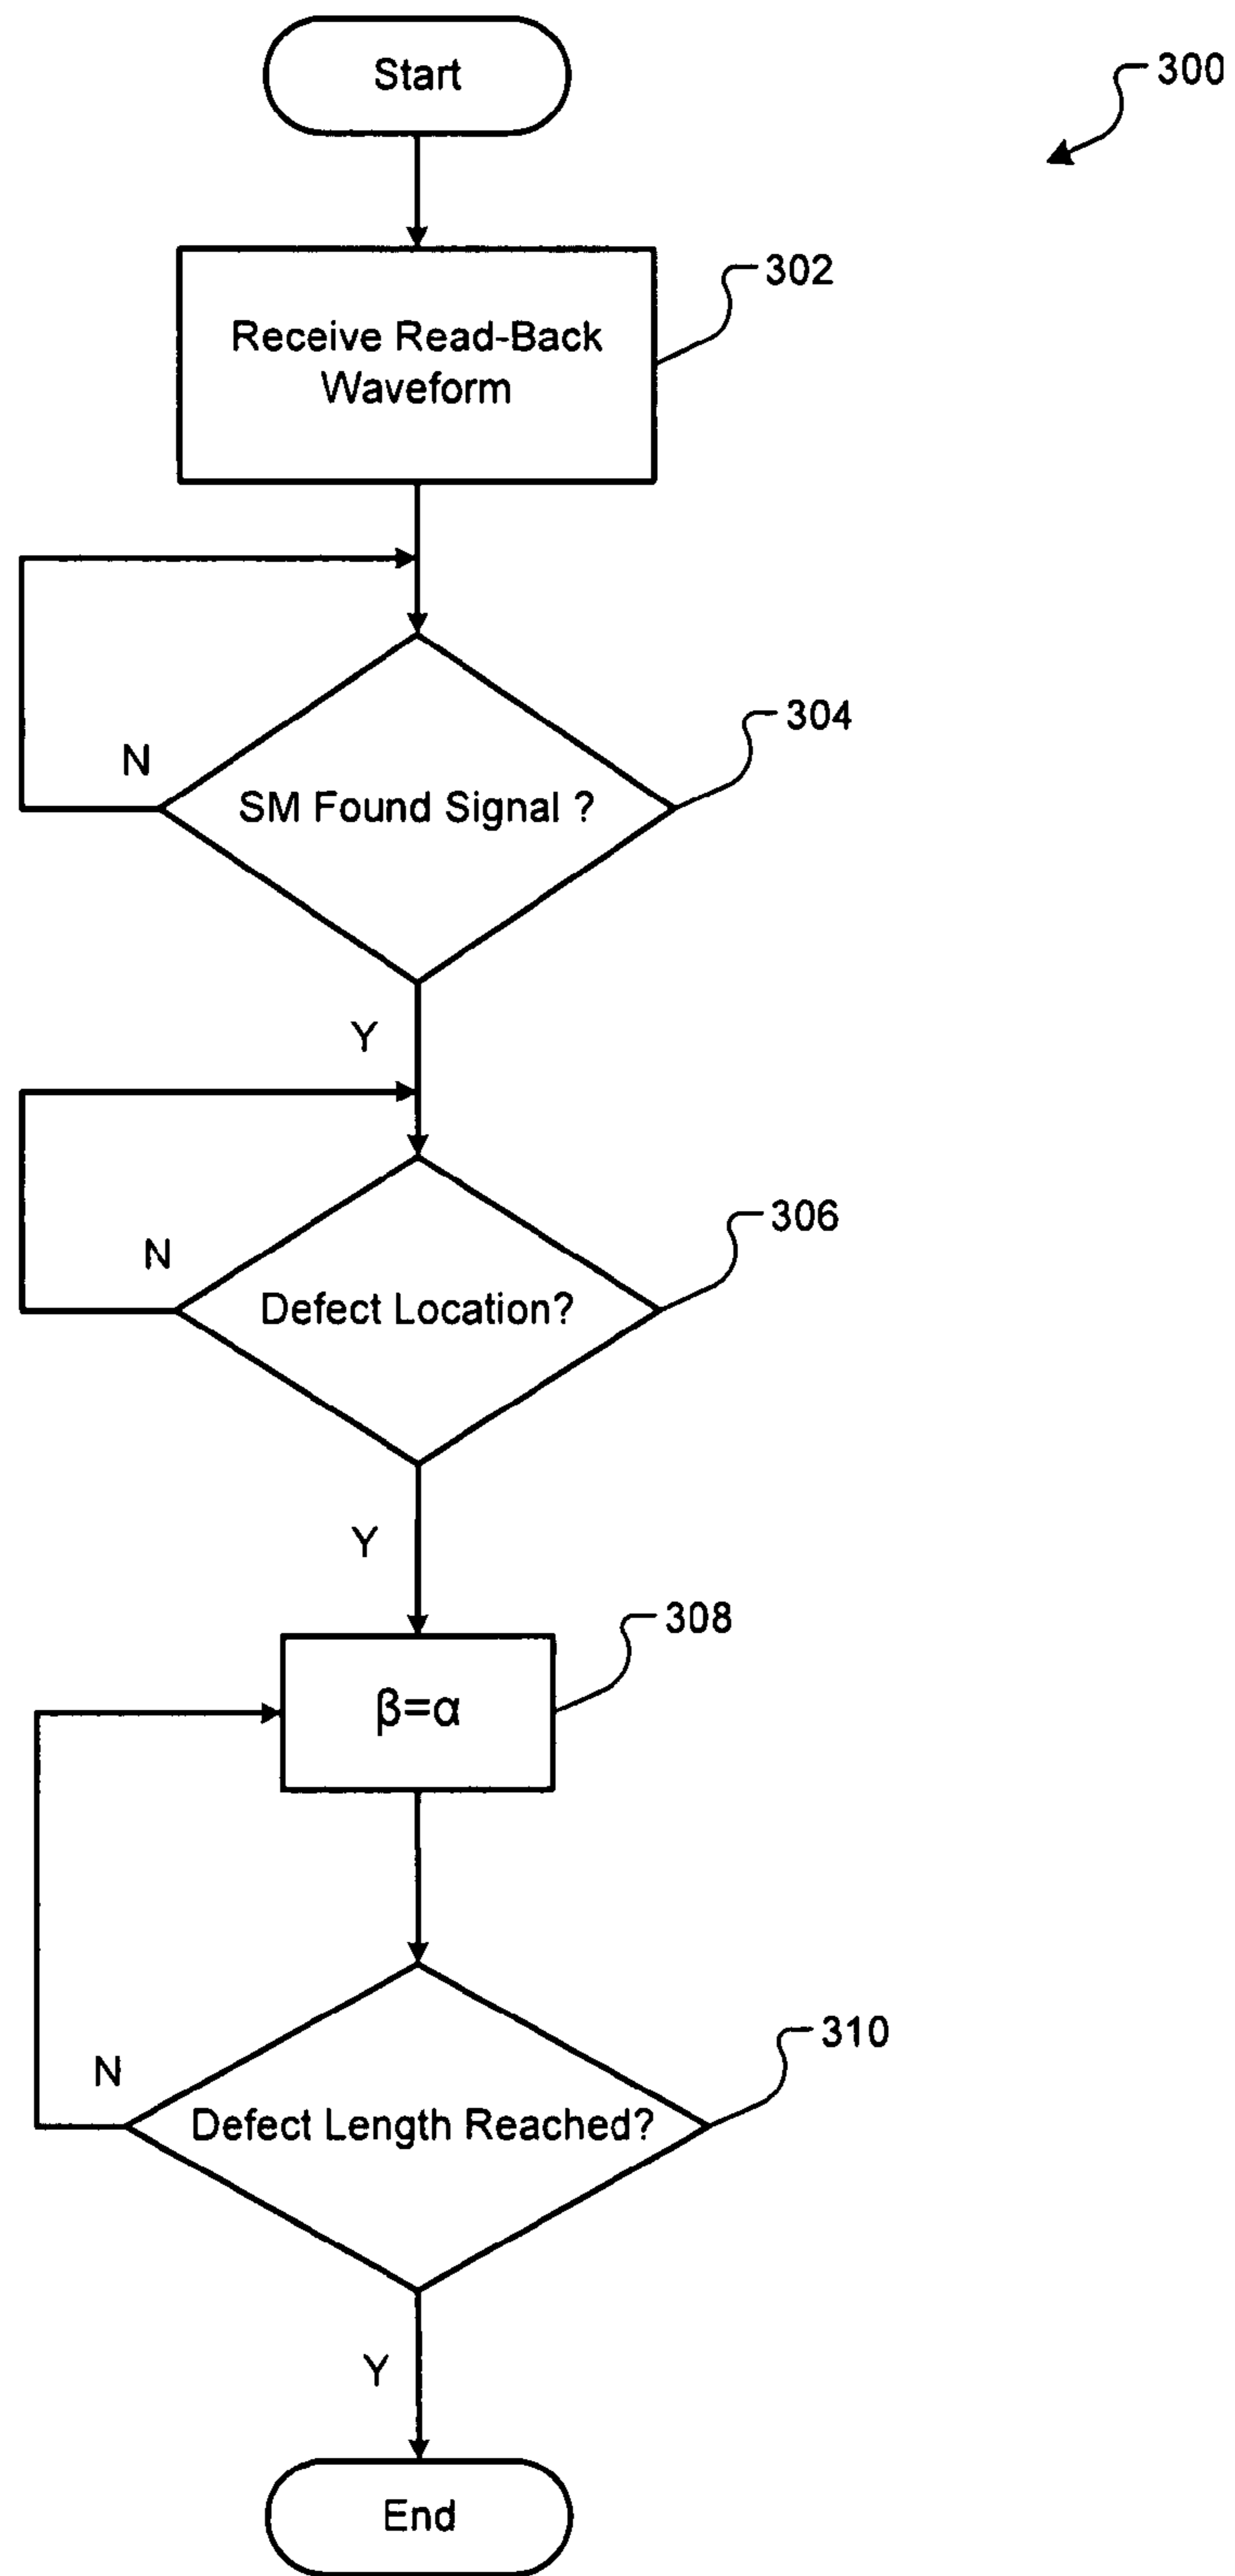 Start
300
302
Receive Read-Back
Waveform
304
N
SM Found Signal ?
Y
306
N
Defect Location?
Y
308
β=α
310
N
Defect Length Reached?
Y
End